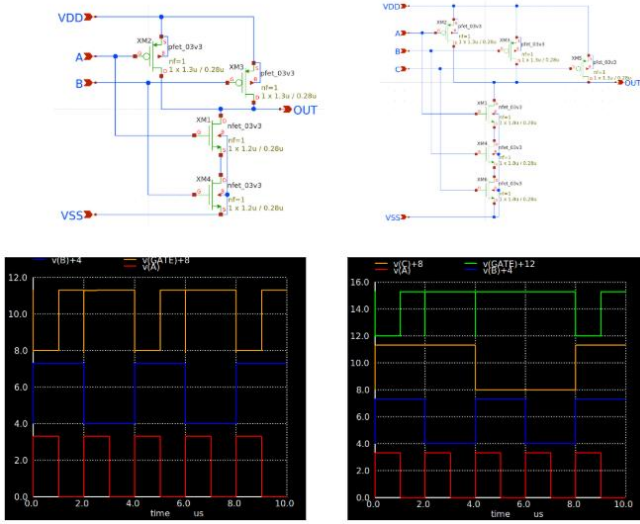 VDD
XM2
pfet_03v3
A
XM3
pfet_03v3
nf=1
1 x 1.3u / 0.28u
B
nf=1
1 x 1.3u / 0.28u
OUT
XM1
nfet_03v3
nf=1
1 x 1.2u / 0.28u
XM4
nfet_03v3
nf=1
1 x 1.2u / 0.28u
VSS
VDD
A
B
C
OUT
VSS
v(B)+4
v(GATE)+8
v(A)
12.0
10.0
8.0
6.0
4.0
2.0
0.0
0.0
2.0
4.0
6.0
8.0
10.0
time us
v(C)+8
v(GATE)+12
v(A)
v(B)+4
16.0
14.0
12.0
10.0
8.0
6.0
4.0
2.0
0.0
0.0
2.0
4.0
6.0
8.0
10.0
time us